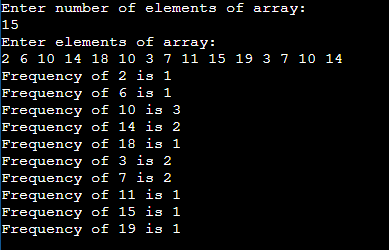 Enter number of elements of array:
15
Enter elements of array:
2 6 10 14 18 10 3 7 11 15 19 3 7 10 14
Frequency of 2 is 1
Frequency of 6 is 1
Frequency of 10 is 3
Frequency of 14 is 2
Frequency of 18 is 1
Frequency of 3 is 2
Frequency of 7 is 2
Frequency of 11 is 1
Frequency of 15 is 1
Frequency of 19 is 1